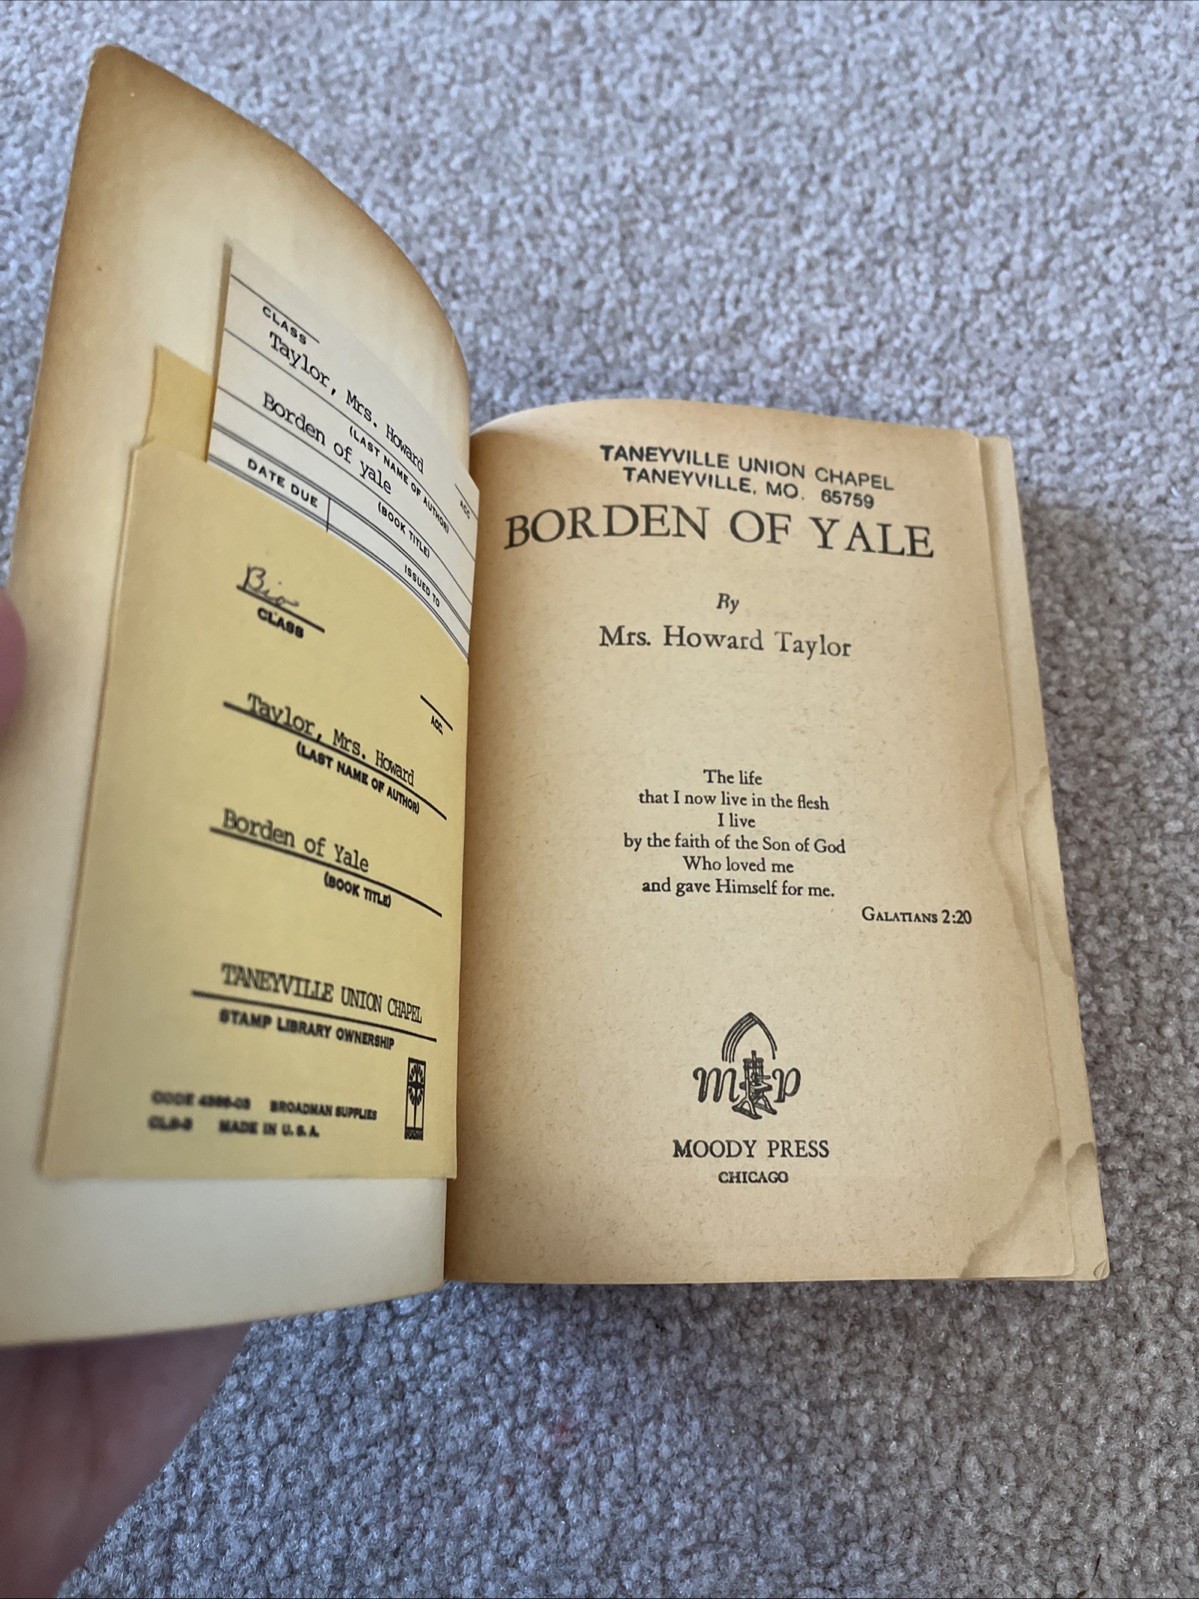 CLASS
Taylor, Mrs. Howard
(LAST NAME OF AUTHOR)
ACC
Borden of yale
(BOOK TITLE)
DATE DUE
ISSUED TO
Bio
CLASS
ACC.
Taylor, Mrs. Howard
(LAST NAME OF AUTHOR)
Borden of Yale
(BOOK TITLE)
TANEYVILLE UNION CHAPEL
STAMP LIBRARY OWNERSHIP
CODE BROADMAN SUPPLIES
MADE IN U.S.A.
TANEYVILLE UNION CHAPEL
TANEYVILLE, MO. 65759
BORDEN OF YALE
By
Mrs. Howard Taylor
The life
that I now live in the flesh
I live
by the faith of the Son of God
Who loved me
and gave Himself for me.
GALATIANS 2:20
M P
MOODY PRESS
CHICAGO